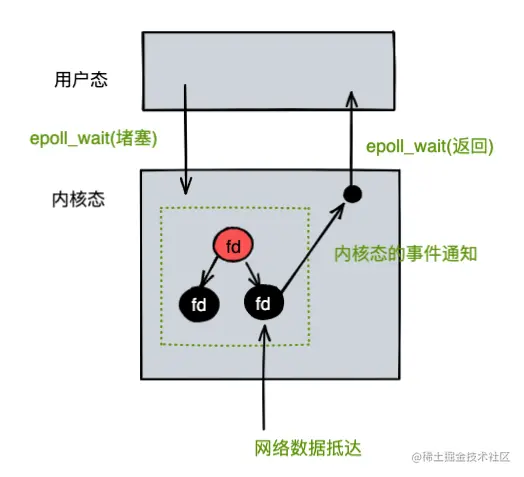 用户态
epoll_wait(堵塞)
epoll_wait(返回)
内核态
fd
内核态的事件通知
fd
fd
网络数据抵达
@稀土掘金技术社区